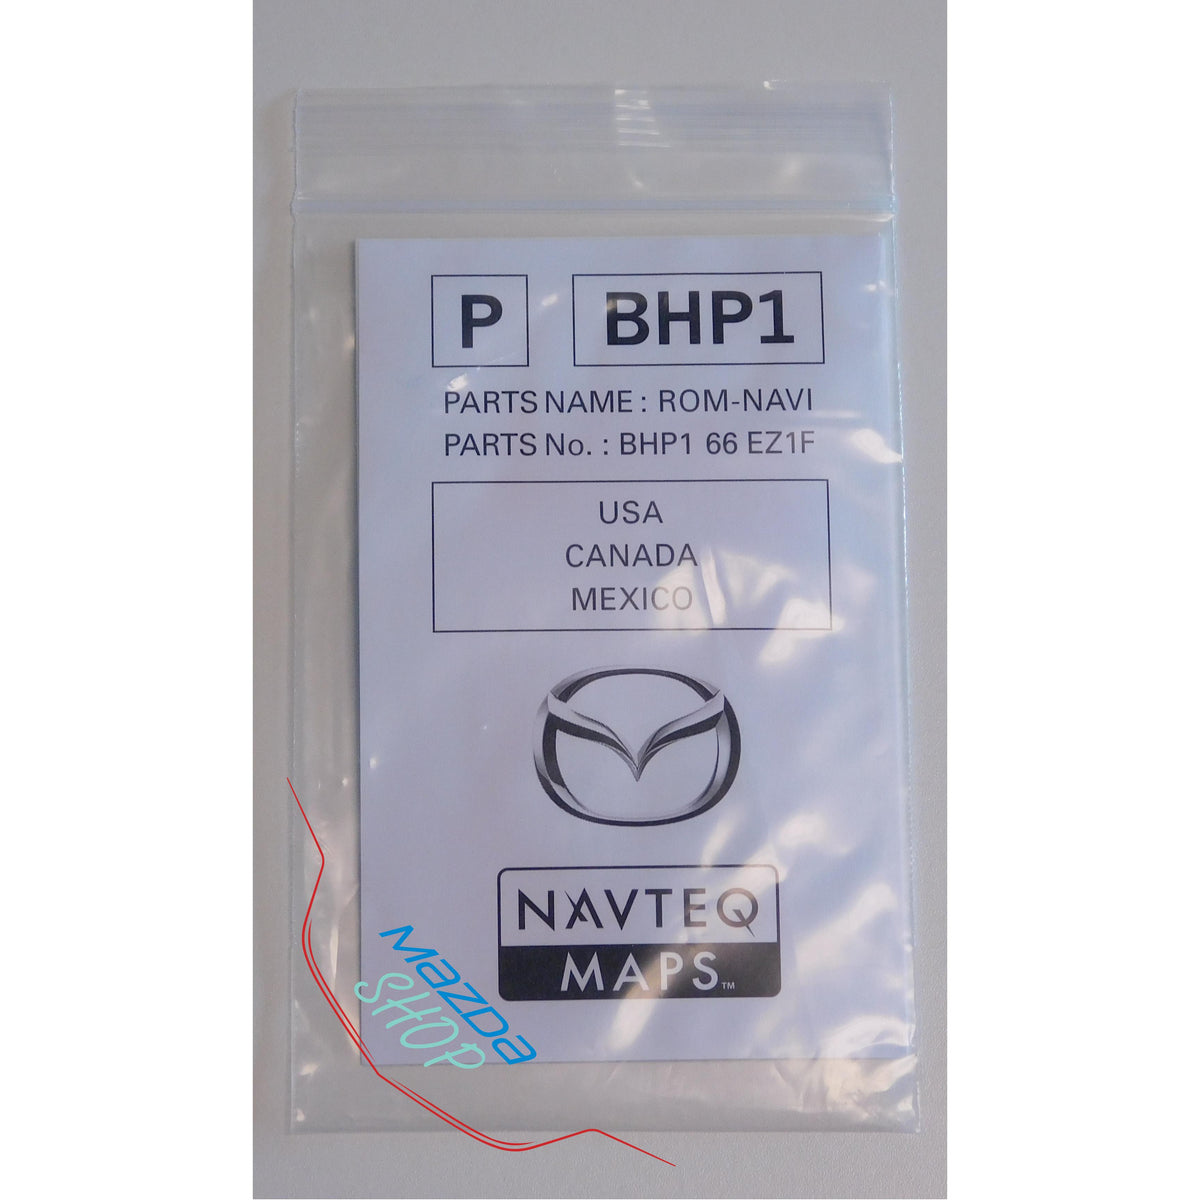 P BHP1
PARTS NAME : ROM-NAVI
PARTS No. : BHP1 66 EZ1F
USA
CANADA
MEXICO
NAVTEQ
MAPS™
mazDa
SHOP